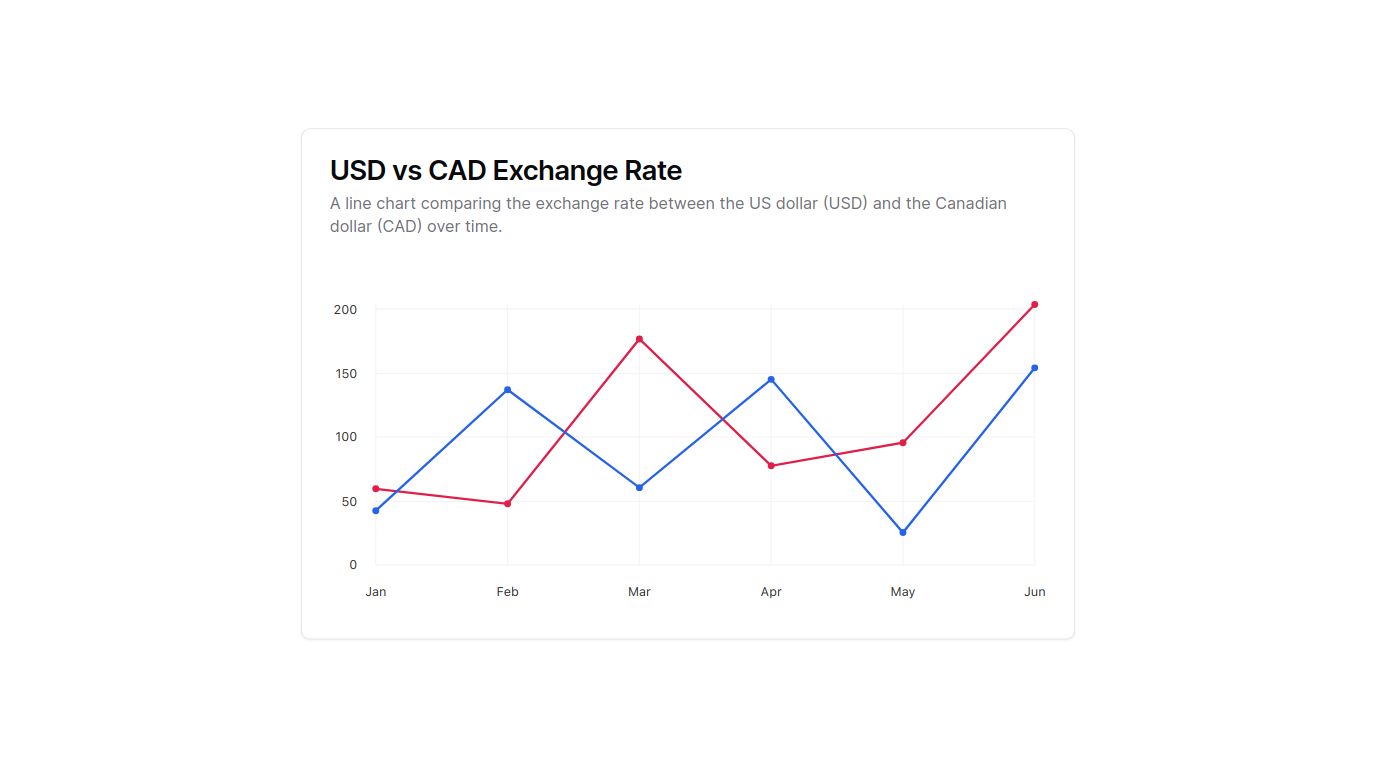 USD vs CAD Exchange Rate
A line chart comparing the exchange rate between the US dollar (USD) and the Canadian
dollar (CAD) over time.
200
150
100
50
0
Jan Feb Mar Apr May Jun